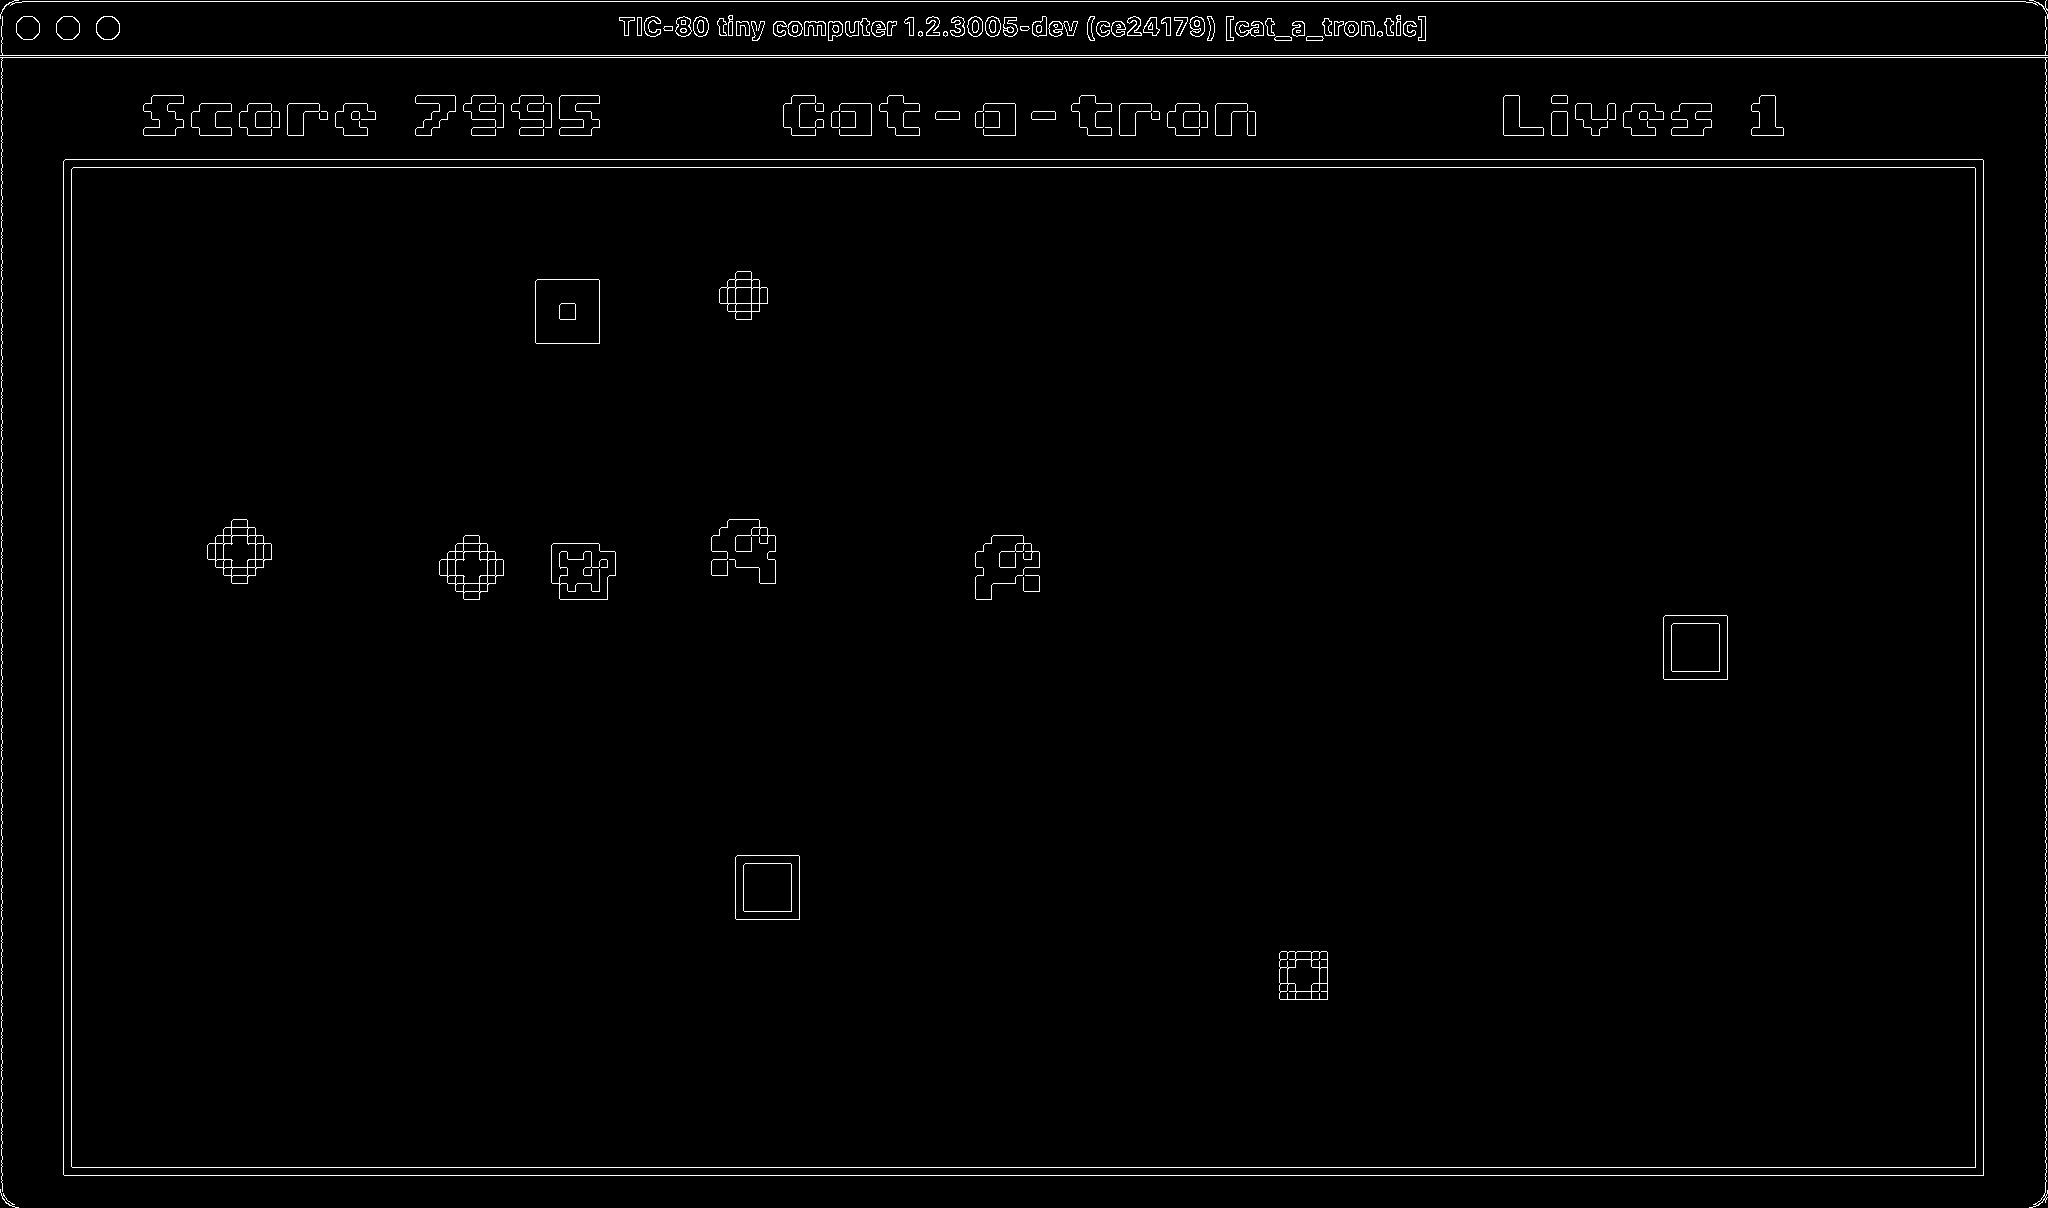 TIC-80 tiny computer 1.2.3005-dev (ce24179) [cat_a_tron.tic]
Score 7995 Cat-a-tron Lives 1